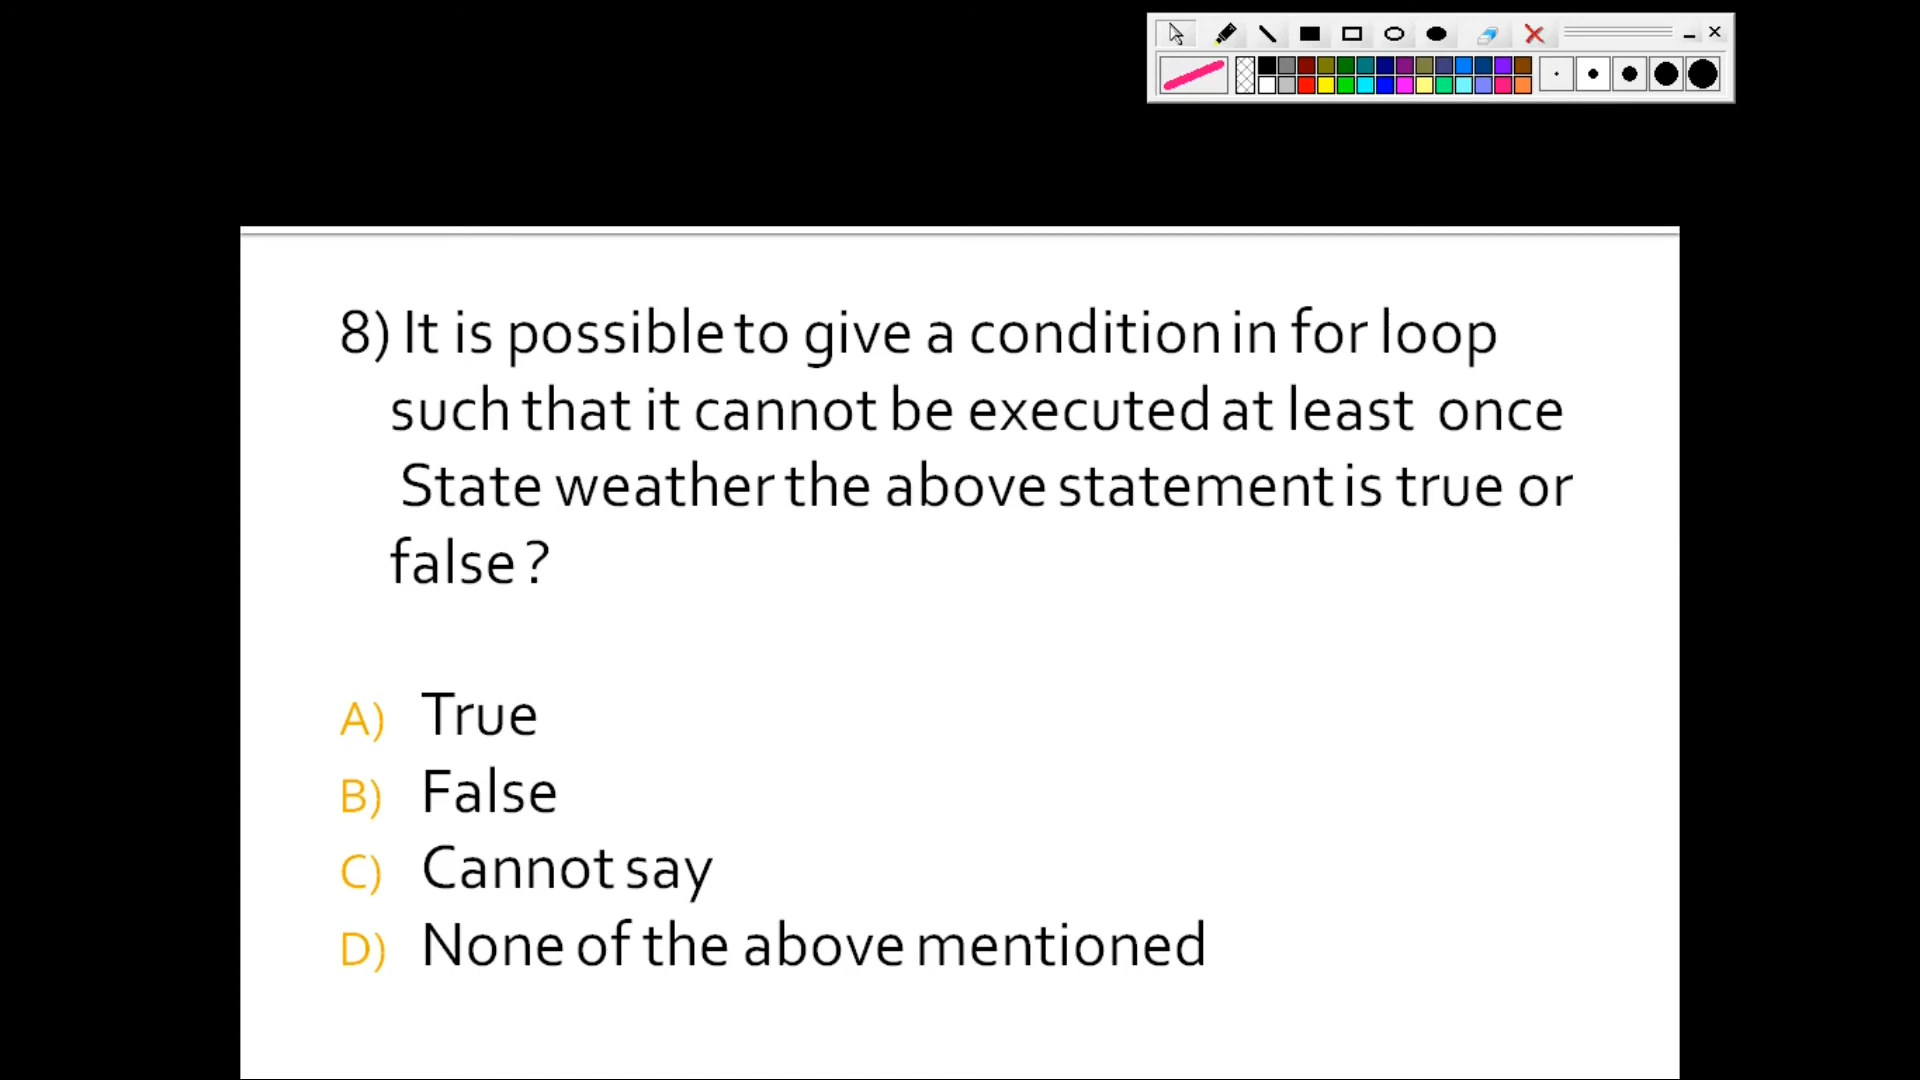 8) It is possible to give a condition in for loop
such that it cannot be executed at least once
State weather the above statement is true or
false ?
A) True
B) False
C) Cannot say
D) None of the above mentioned